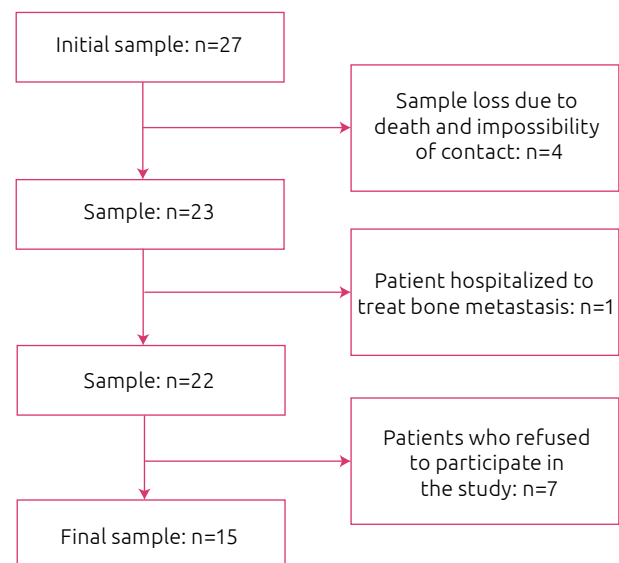 Initial sample: n=27
Sample loss due to
death and impossibility
of contact: n=4
Sample: n=23
Patient hospitalized to
treat bone metastasis: n=1
Sample: n=22
Patients who refused
to participate in
the study: n=7
Final sample: n=15